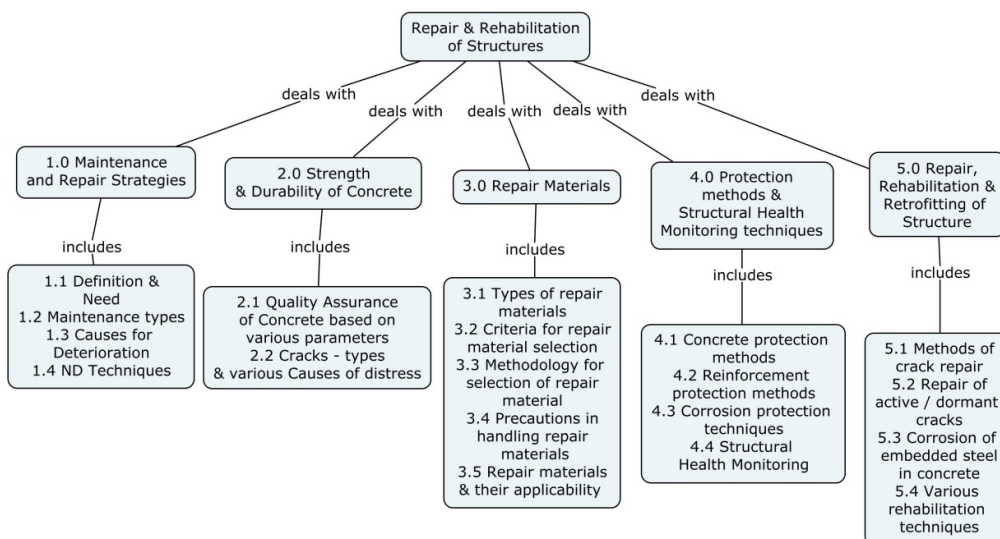 Repair & Rehabilitation
of Structures
deals with
deals with
deals with
deals with
deals with
1.0 Maintenance
and Repair Strategies
2.0 Strength
& Durability of Concrete
3.0 Repair Materials
4.0 Protection
methods &
Structural Health
Monitoring techniques
5.0 Repair,
Rehabilitation &
Retrofitting of
Structure
includes
includes
includes
includes
includes
1.1 Definition &
Need
1.2 Maintenance types
1.3 Causes for
Deterioration
1.4 ND Techniques
2.1 Quality Assurance
of Concrete based on
various parameters
2.2 Cracks - types
& various Causes of distress
3.1 Types of repair
materials
3.2 Criteria for repair
material selection
3.3 Methodology for
selection of repair
material
3.4 Precautions in
handling repair
materials
3.5 Repair materials
& their applicability
4.1 Concrete protection
methods
4.2 Reinforcement
protection methods
4.3 Corrosion protection
techniques
4.4 Structural
Health Monitoring
5.1 Methods of
crack repair
5.2 Repair of
active / dormant
cracks
5.3 Corrosion of
embedded steel
in concrete
5.4 Various
rehabilitation
techniques